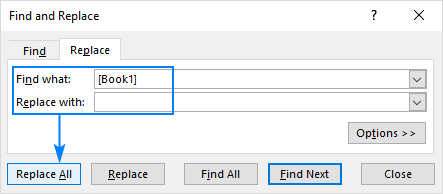 Find and Replace ? ×
Find Replace
Find what: [Book1]
Replace with:
Options >>
Replace All Replace Find All Find Next Close